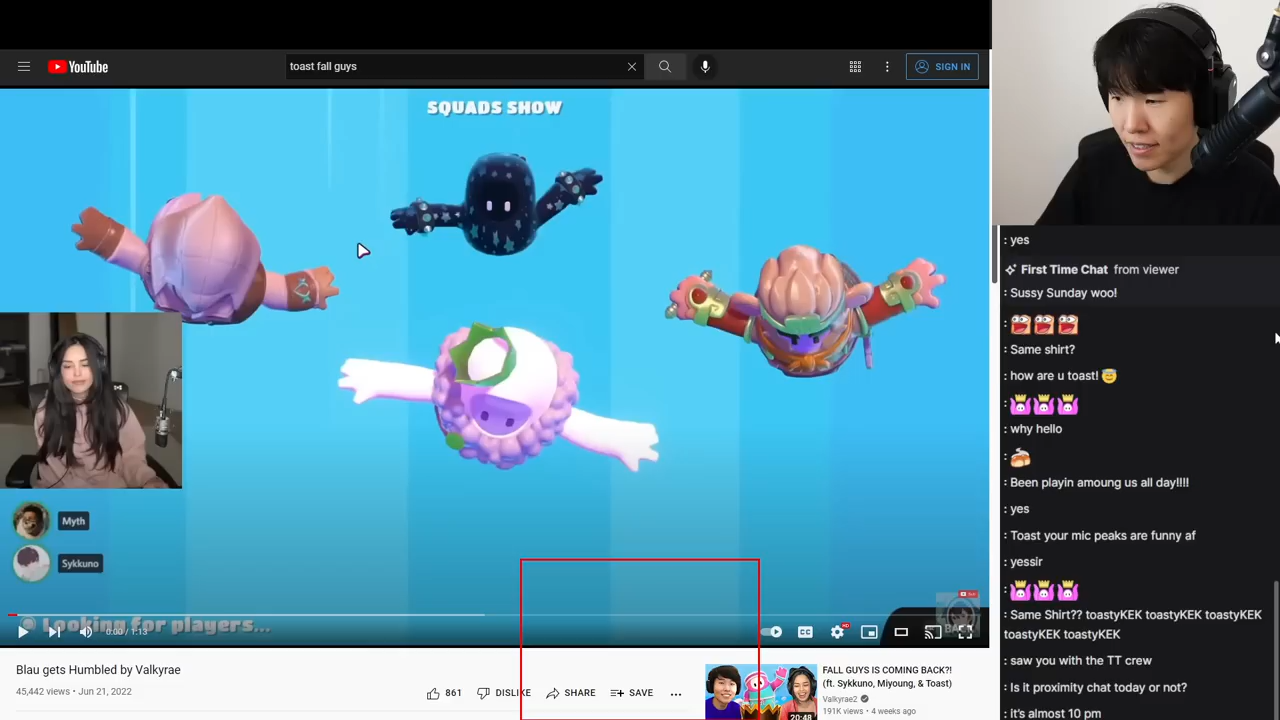 YouTube
toast fall guys
SIGN IN
SQUADS SHOW
Myth
Sykkuno
Looking for players...
0:00 / 1:13
CC
HD
Blau gets Humbled by Valkyrae
45,442 views • Jun 21, 2022
861
DISLIKE
SHARE
SAVE
20:48
FALL GUYS IS COMING BACK?!
(ft. Sykkuno, Miyoung, & Toast)
Valkyrae2
191K views • 4 weeks ago
: yes
First Time Chat from viewer
: Sussy Sunday woo!
:
: Same shirt?
: how are u toast!
:
: why hello
:
: Been playin amoung us all day!!!!
: yes
: Toast your mic peaks are funny af
: yessir
:
: Same Shirt?? toastyKEK toastyKEK toastyKEK
toastyKEK toastyKEK
: saw you with the TT crew
: Is it proximity chat today or not?
: it's almost 10 pm